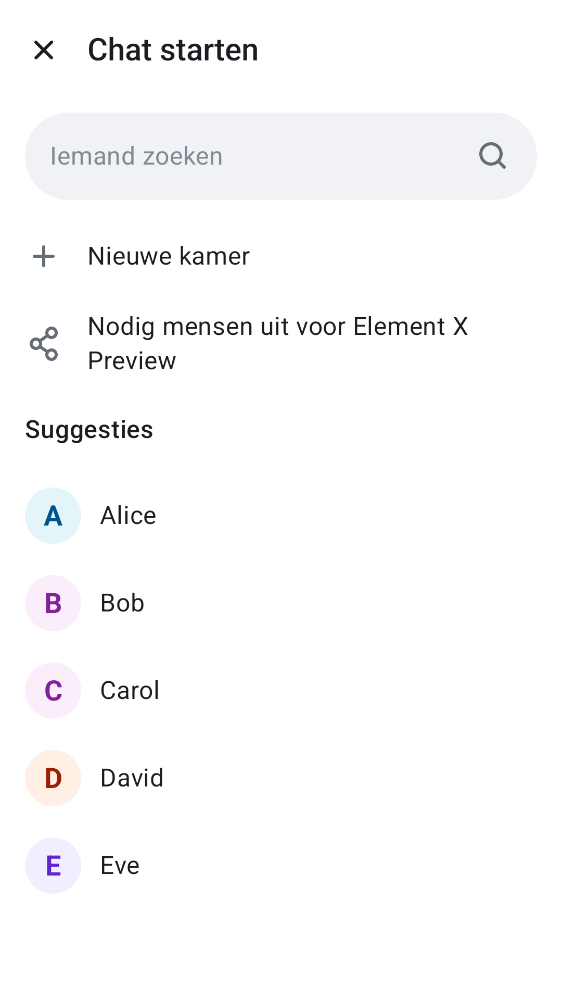 Chat starten
Iemand zoeken
Nieuwe kamer
Nodig mensen uit voor Element X
Preview
Suggesties
A Alice
B Bob
C Carol
D David
E Eve